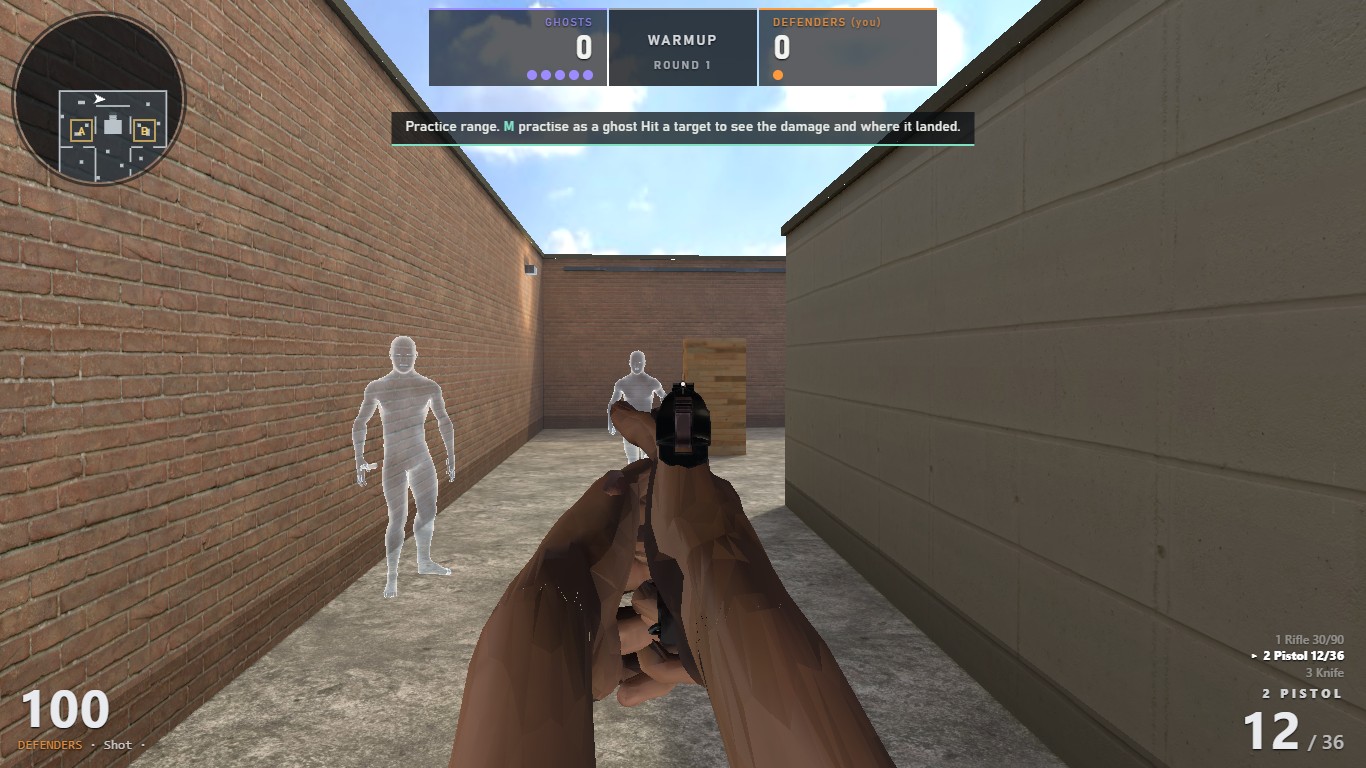 GHOSTS
0
WARMUP
ROUND 1
DEFENDERS (you)
0
A
B
Practice range. M practise as a ghost Hit a target to see the damage and where it landed.
1 Rifle 30/90
▸ 2 Pistol 12/36
3 Knife
2 PISTOL
12 / 36
100
DEFENDERS · Shot ·